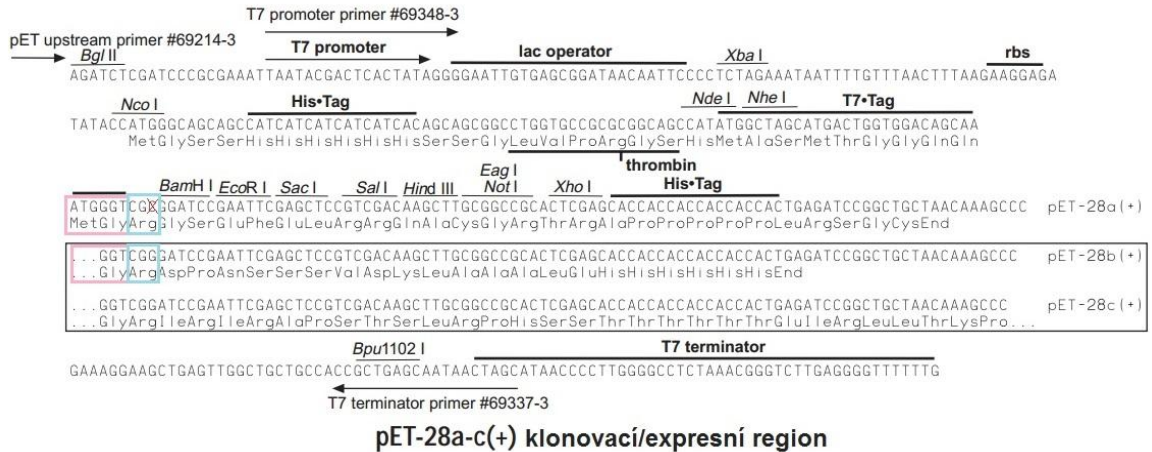 T7 promoter primer #69348-3
pET upstream primer #69214-3
Bgl II
T7 promoter
lac operator
Xba I
rbs
AGATCTCGATCCCGCGAAATTAATACGACTCACTATAGGGGAATTGTGAGCGGATAACAATTCCCCTCTAGAAATAATTTTGTTTAACTTTAAGAAGGAGA
Nco I
His•Tag
Nde I
Nhe I
T7•Tag
TATACCATGGGCAGCAGCCATCATCATCATCATCACAGCAGCGGCCTGGTGCCGCGCGGCAGCCATATGGCTAGCATGACTGGTGGACAGCAA
MetGlySerSerHisHisHisHisHisHisSerSerGlyLeuValProArgGlySerHisMetAlaSerMetThrGlyGlyGlnGln
thrombin
BamH I
EcoR I
Sac I
Sal I
Hind III
Eag I
Not I
Xho I
His•Tag
ATGGGTCGCGGATCCGAATTCGAGCTCCGTCGACAAGCTTGCGGCCGCACTCGAGCACCACCACCACCACCACTGAGATCCGGCTGCTAACAAAGCCC pET-28a(+)
MetGlyArgGlySerGluPheGluLeuArgArgGlnAlaCysGlyArgThrArgAlaProProProProProProLeuArgSerGlyCysEnd
...GGTCGGGATCCGAATTCGAGCTCCGTCGACAAGCTTGCGGCCGCACTCGAGCACCACCACCACCACCACTGAGATCCGGCTGCTAACAAAGCCC pET-28b(+)
...GlyArgAspProAsnSerSerSerValAspLysLeuAlaAlaAlaLeuGluHisHisHisHisHisHisEnd
...GGTCGGATCCGAATTCGAGCTCCGTCGACAAGCTTGCGGCCGCACTCGAGCACCACCACCACCACCACTGAGATCCGGCTGCTAACAAAGCCC pET-28c(+)
...GlyArgIleArgIleArgAlaProSerThrSerLeuArgProHisSerSerThrThrThrThrThrThrGluIleArgLeuLeuThrLysPro...
Bpu1102 I
T7 terminator
GAAAGGAAGCTGAGTTGGCTGCTGCCACCGCTGAGCAATAACTAGCATAACCCCTTGGGGCCTCTAAACGGGTCTTGAGGGGTTTTTTG
T7 terminator primer #69337-3
pET-28a-c(+) klonovací/expresní region